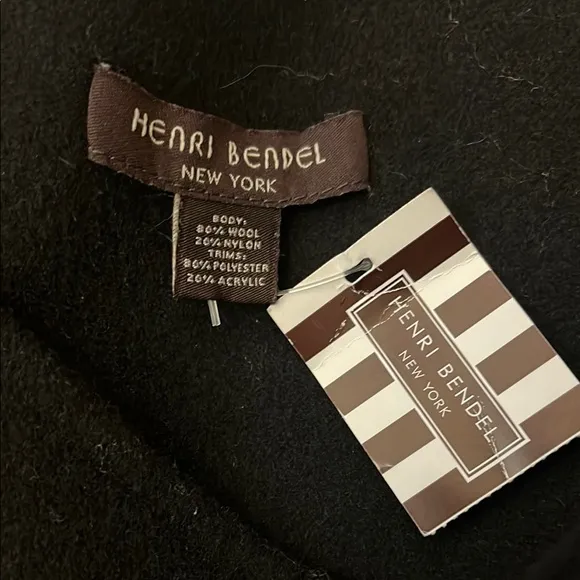 HENRI BENDEL
NEW YORK
BODY:
80% WOOL
20% NYLON
TRIMS:
80% POLYESTER
20% ACRYLIC
HENRI BENDEL
NEW YORK